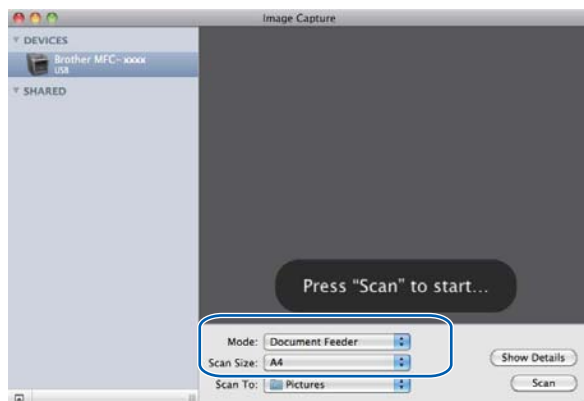 Image Capture
DEVICES
Brother MFC- xxxx
USB
SHARED
Press “Scan” to start...
Mode: Document Feeder
Scan Size: A4
Show Details
Scan To: Pictures
Scan